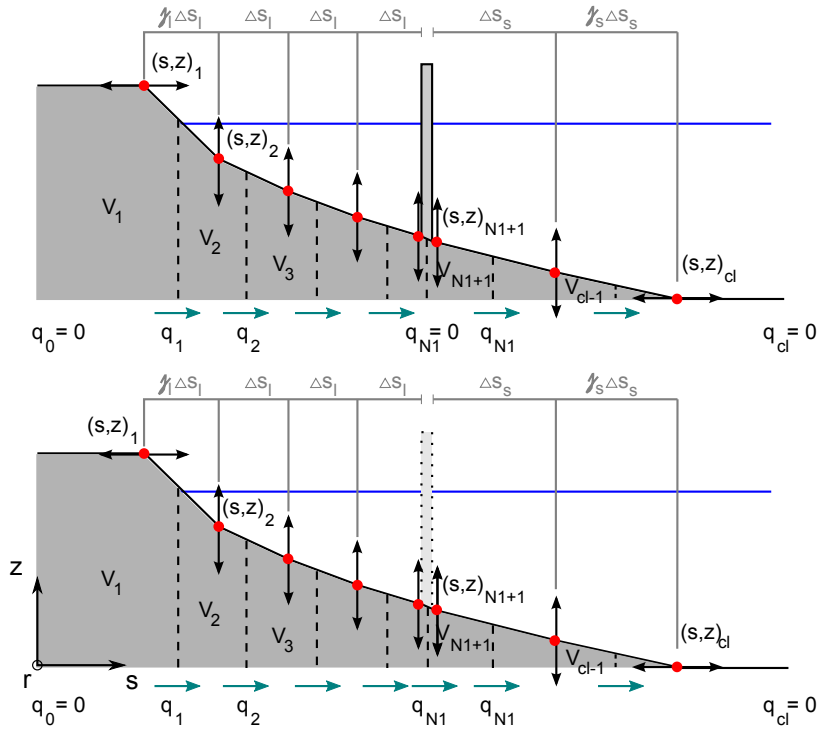 𝛾l △sl △sl △sl △sl △ss 𝛾s △ss
(s,z)1
(s,z)2
(s,z)N1+1
(s,z)cl
V1
V2
V3
VN1+1
Vcl-1
q0= 0 q1 q2 qN1= 0 qN1 qcl= 0
𝛾l △sl △sl △sl △sl △ss 𝛾s △ss
(s,z)1
(s,z)2
z
(s,z)N1+1
V1
V2
V3
VN1+1
(s,z)cl
Vcl-1
r s
q0= 0 q1 q2 qN1 qN1 qcl= 0